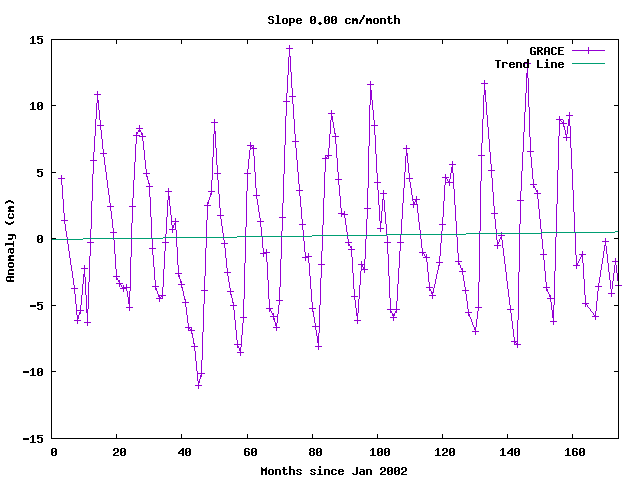 Slope 0.00 cm/month
GRACE
Trend Line
15
10
5
0
-5
-10
-15
Anomaly (cm)
0 20 40 60 80 100 120 140 160
Months since Jan 2002